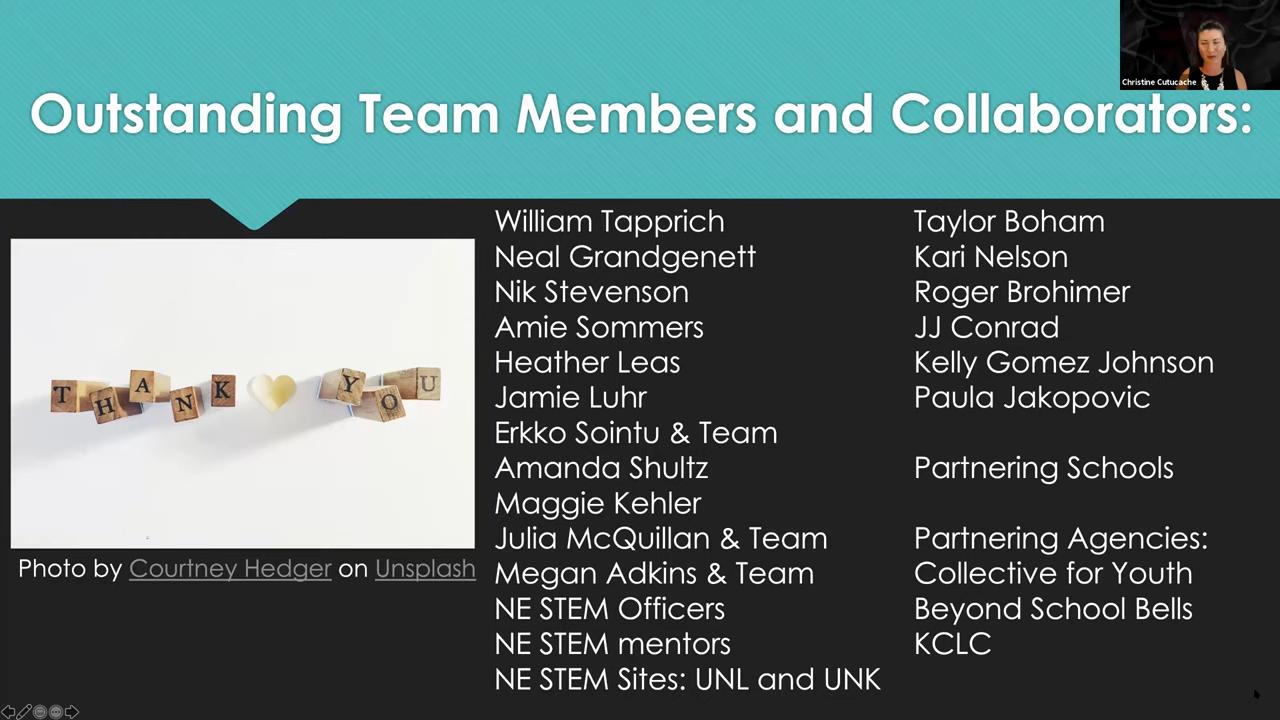 Christine Cutucache
Outstanding Team Members and Collaborators:
THANK YOU
Photo by Courtney Hedger on Unsplash
William Tapprich
Neal Grandgenett
Nik Stevenson
Amie Sommers
Heather Leas
Jamie Luhr
Erkko Sointu & Team
Amanda Shultz
Maggie Kehler
Julia McQuillan & Team
Megan Adkins & Team
NE STEM Officers
NE STEM mentors
NE STEM Sites: UNL and UNK
Taylor Boham
Kari Nelson
Roger Brohimer
JJ Conrad
Kelly Gomez Johnson
Paula Jakopovic
Partnering Schools
Partnering Agencies:
Collective for Youth
Beyond School Bells
KCLC